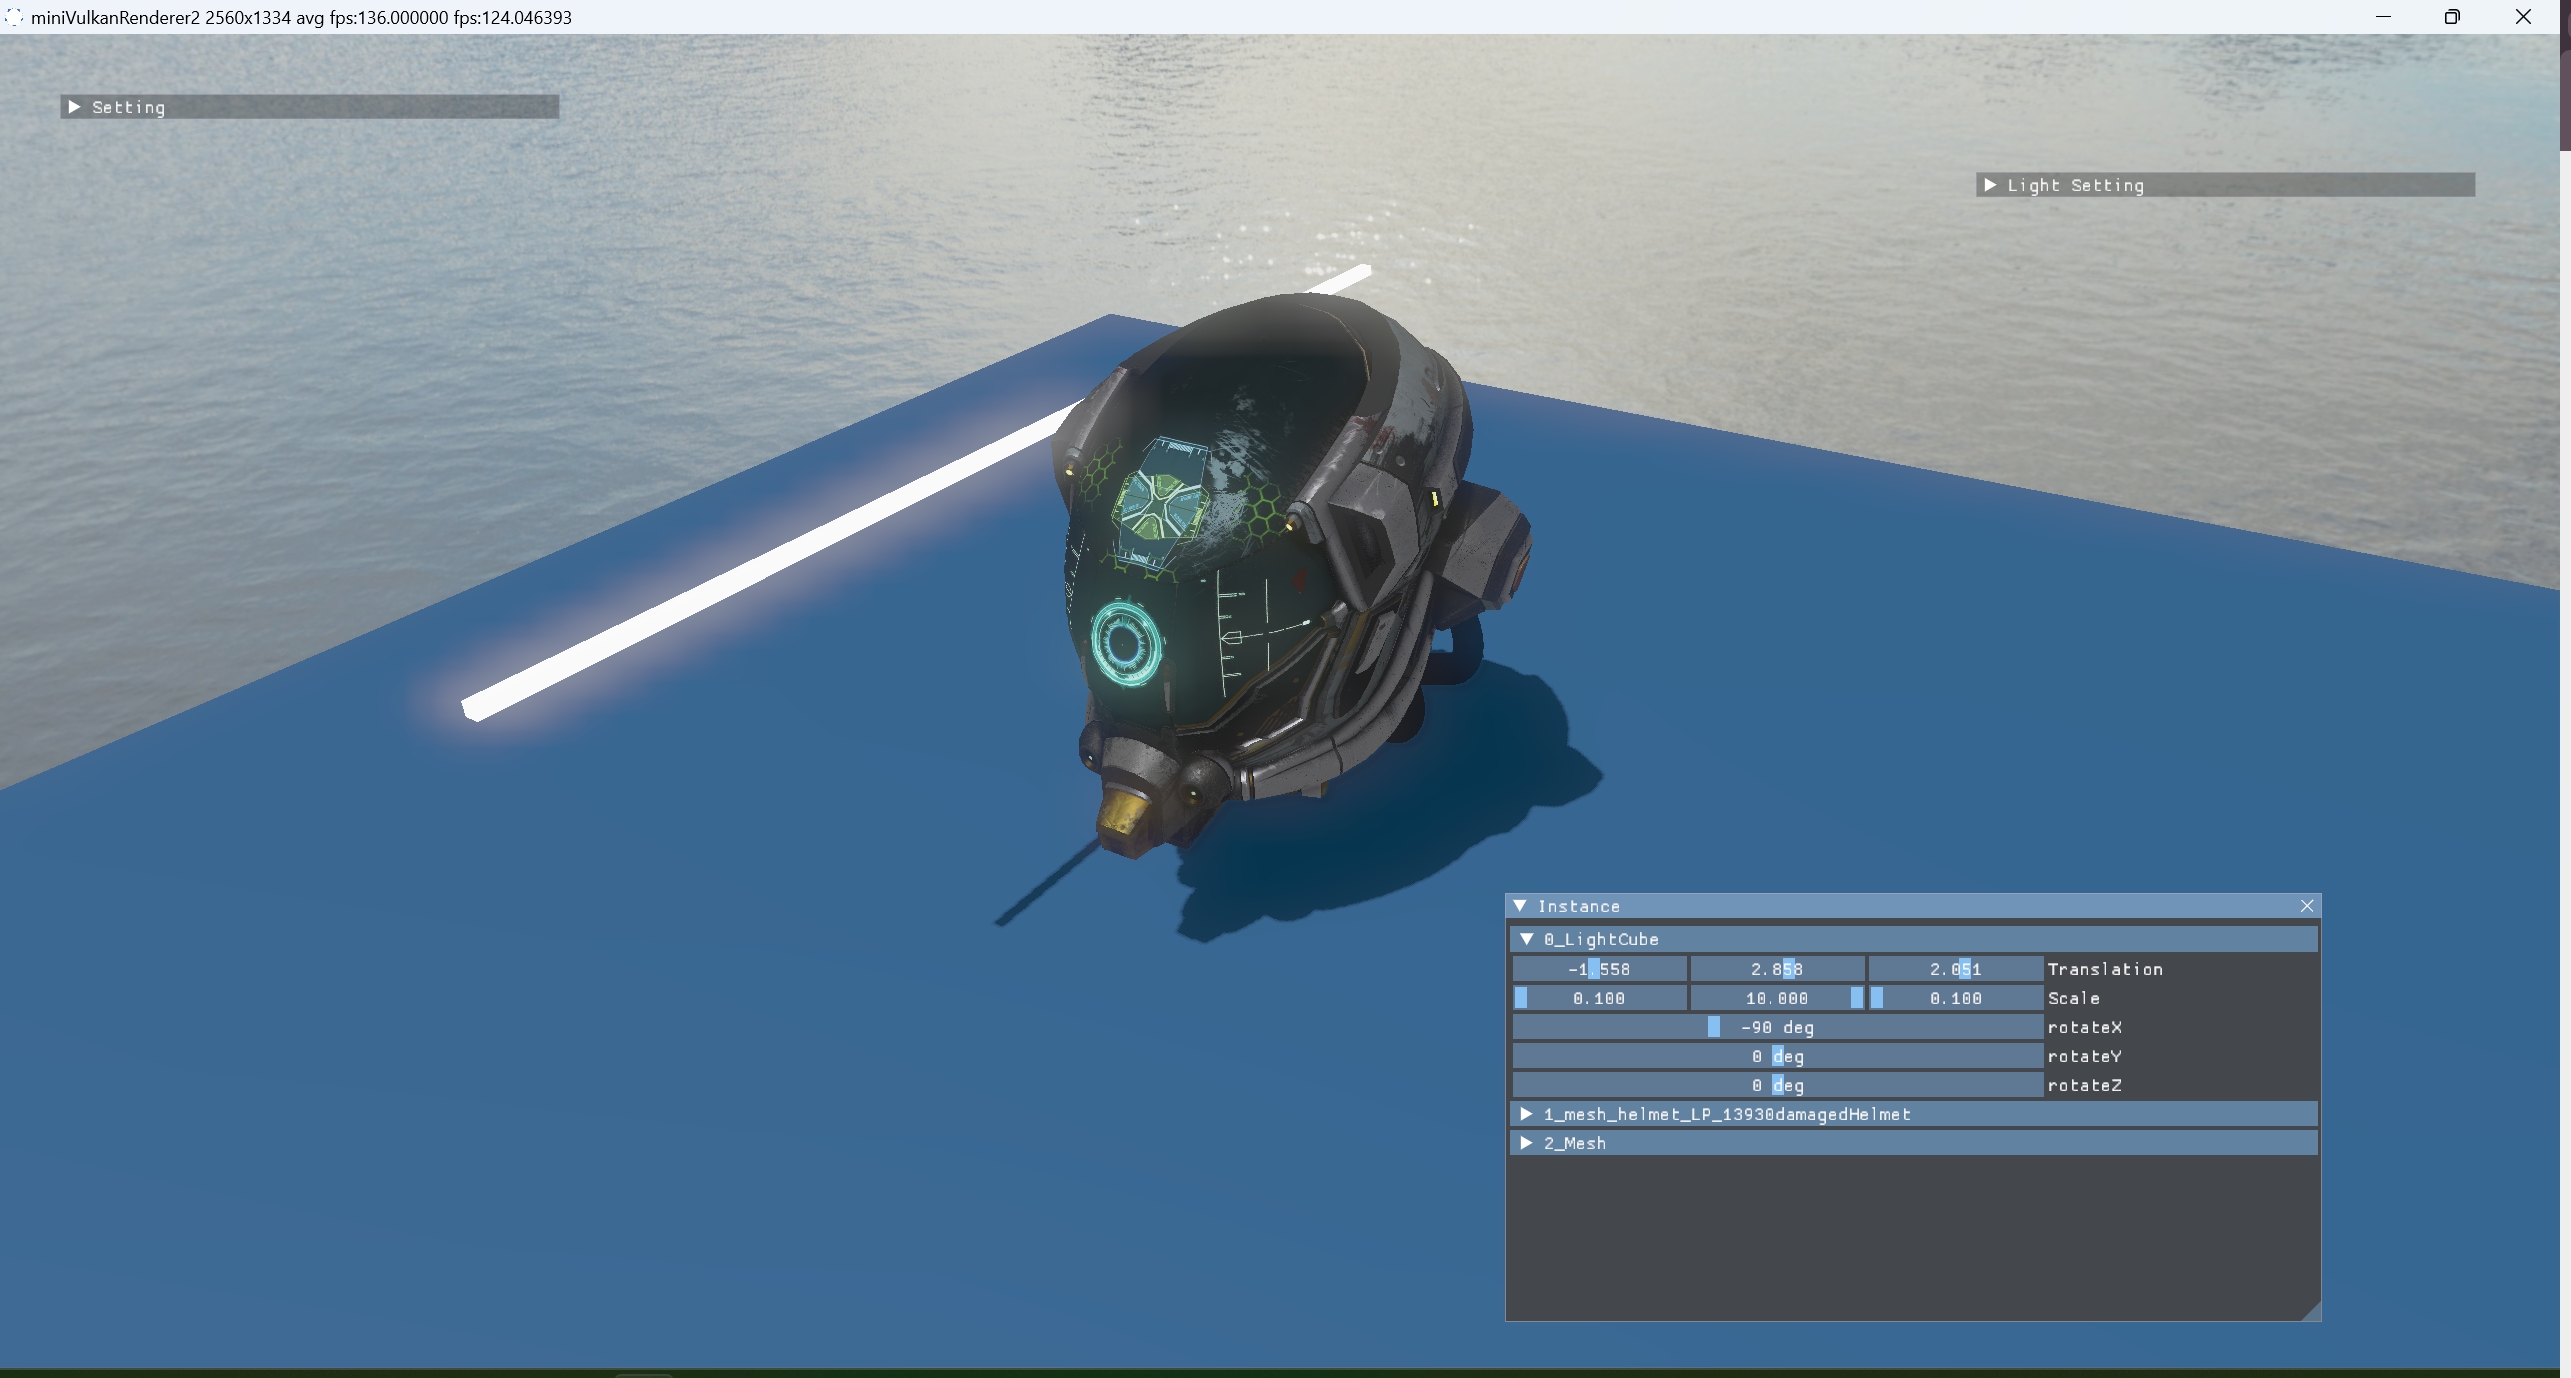 miniVulkanRenderer2 2560x1334 avg fps:136.000000 fps:124.046393
Setting
Light Setting
Instance
0_LightCube
-1.558 2.858 2.051 Translation
0.100 10.000 0.100 Scale
-90 deg rotateX
0 deg rotateY
0 deg rotateZ
1_mesh_helmet_LP_13930damagedHelmet
2_Mesh